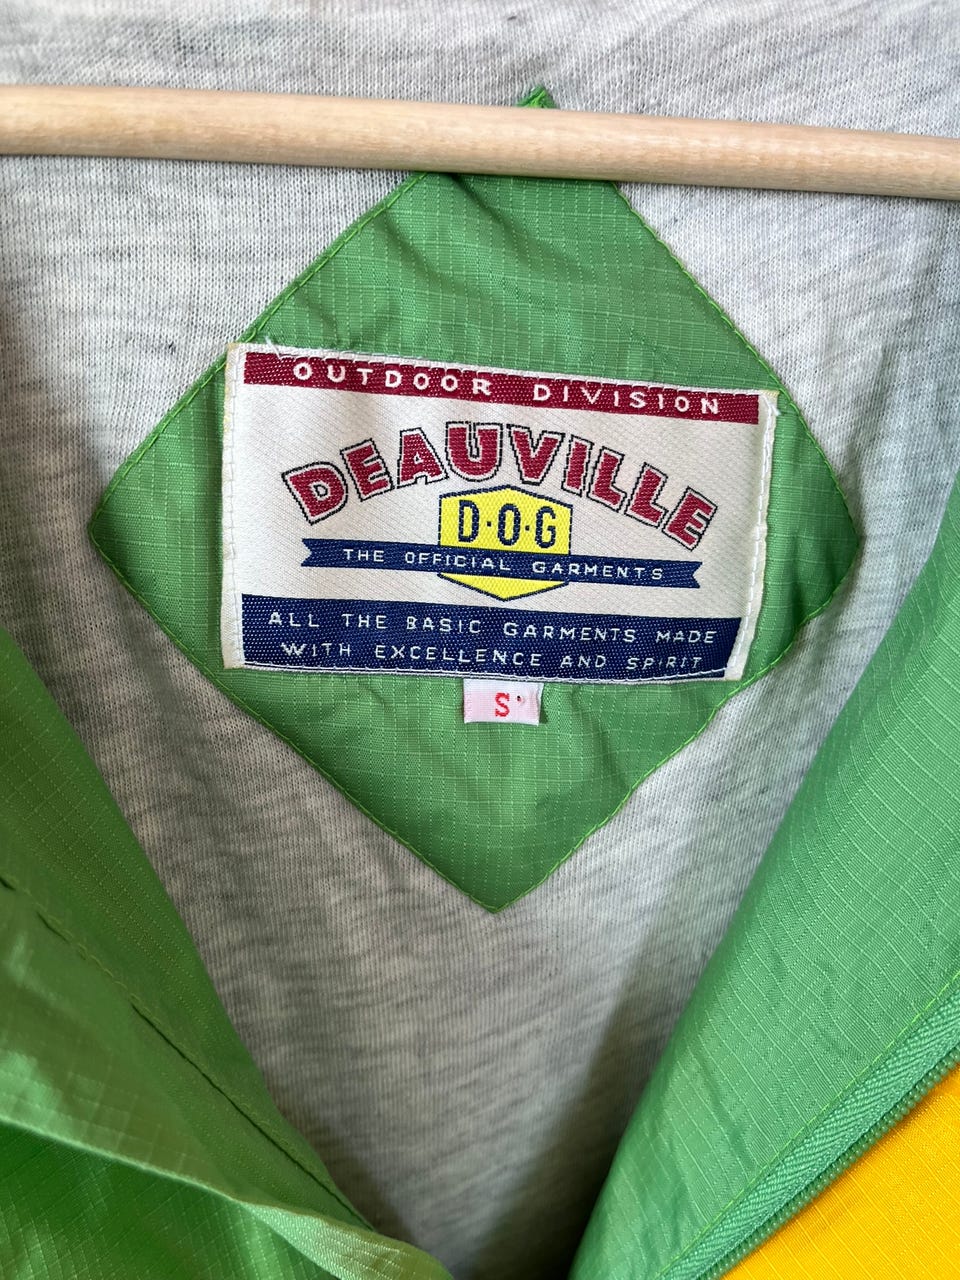 OUTDOOR DIVISION
DEAUVILLE
D·O·G
THE OFFICIAL GARMENTS
ALL THE BASIC GARMENTS MADE
WITH EXCELLENCE AND SPIRIT
S